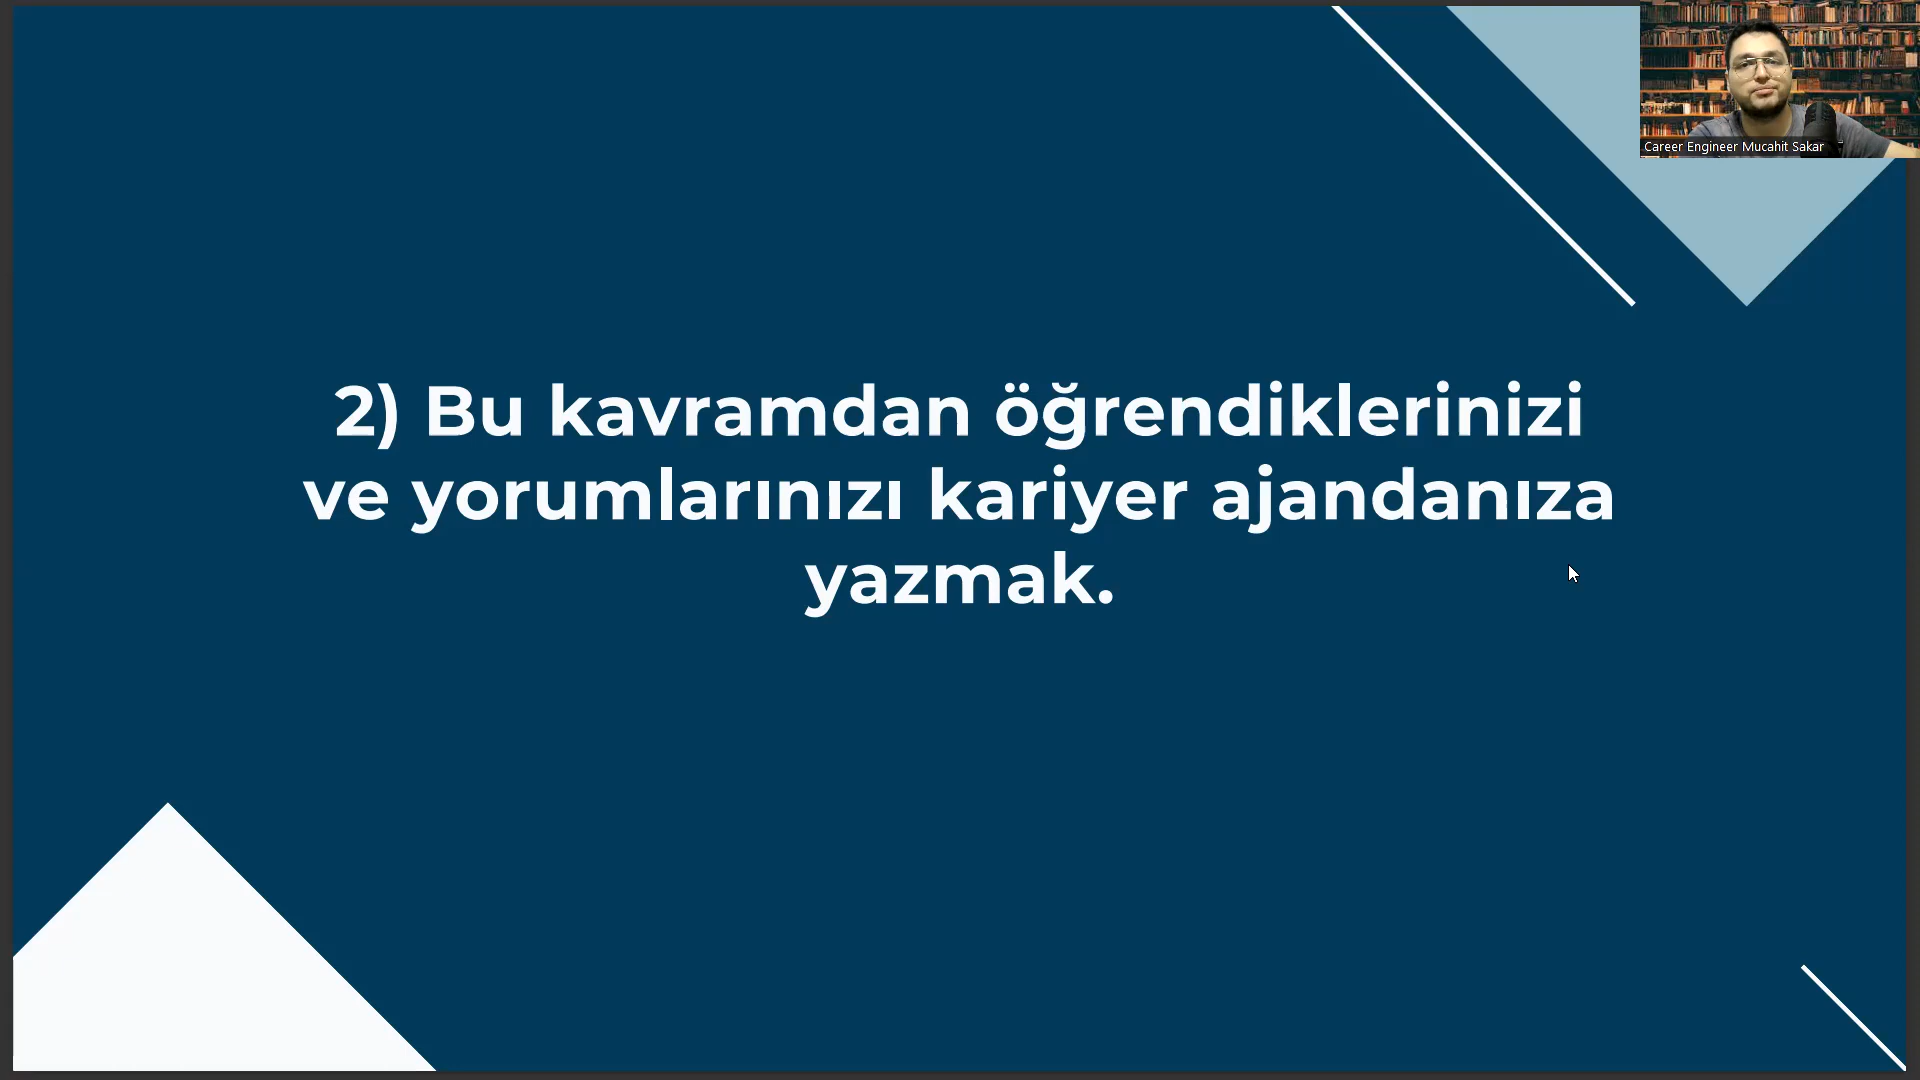 Career Engineer Mucahit Sakar
2) Bu kavramdan öğrendiklerinizi
ve yorumlarınızı kariyer ajandanıza
yazmak.